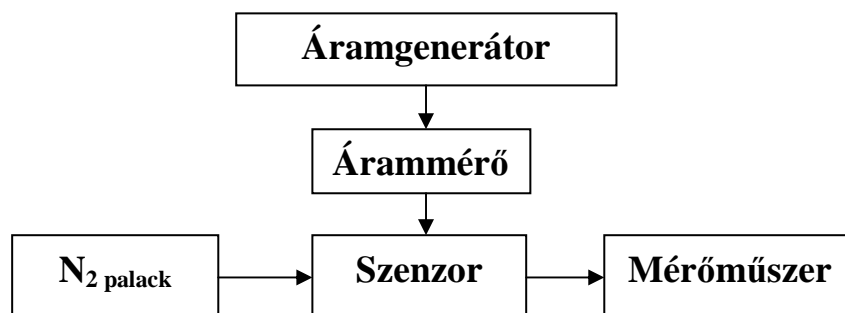 Áramgenerátor
Árammérő
N₂ palack
Szenzor
Mérőműszer